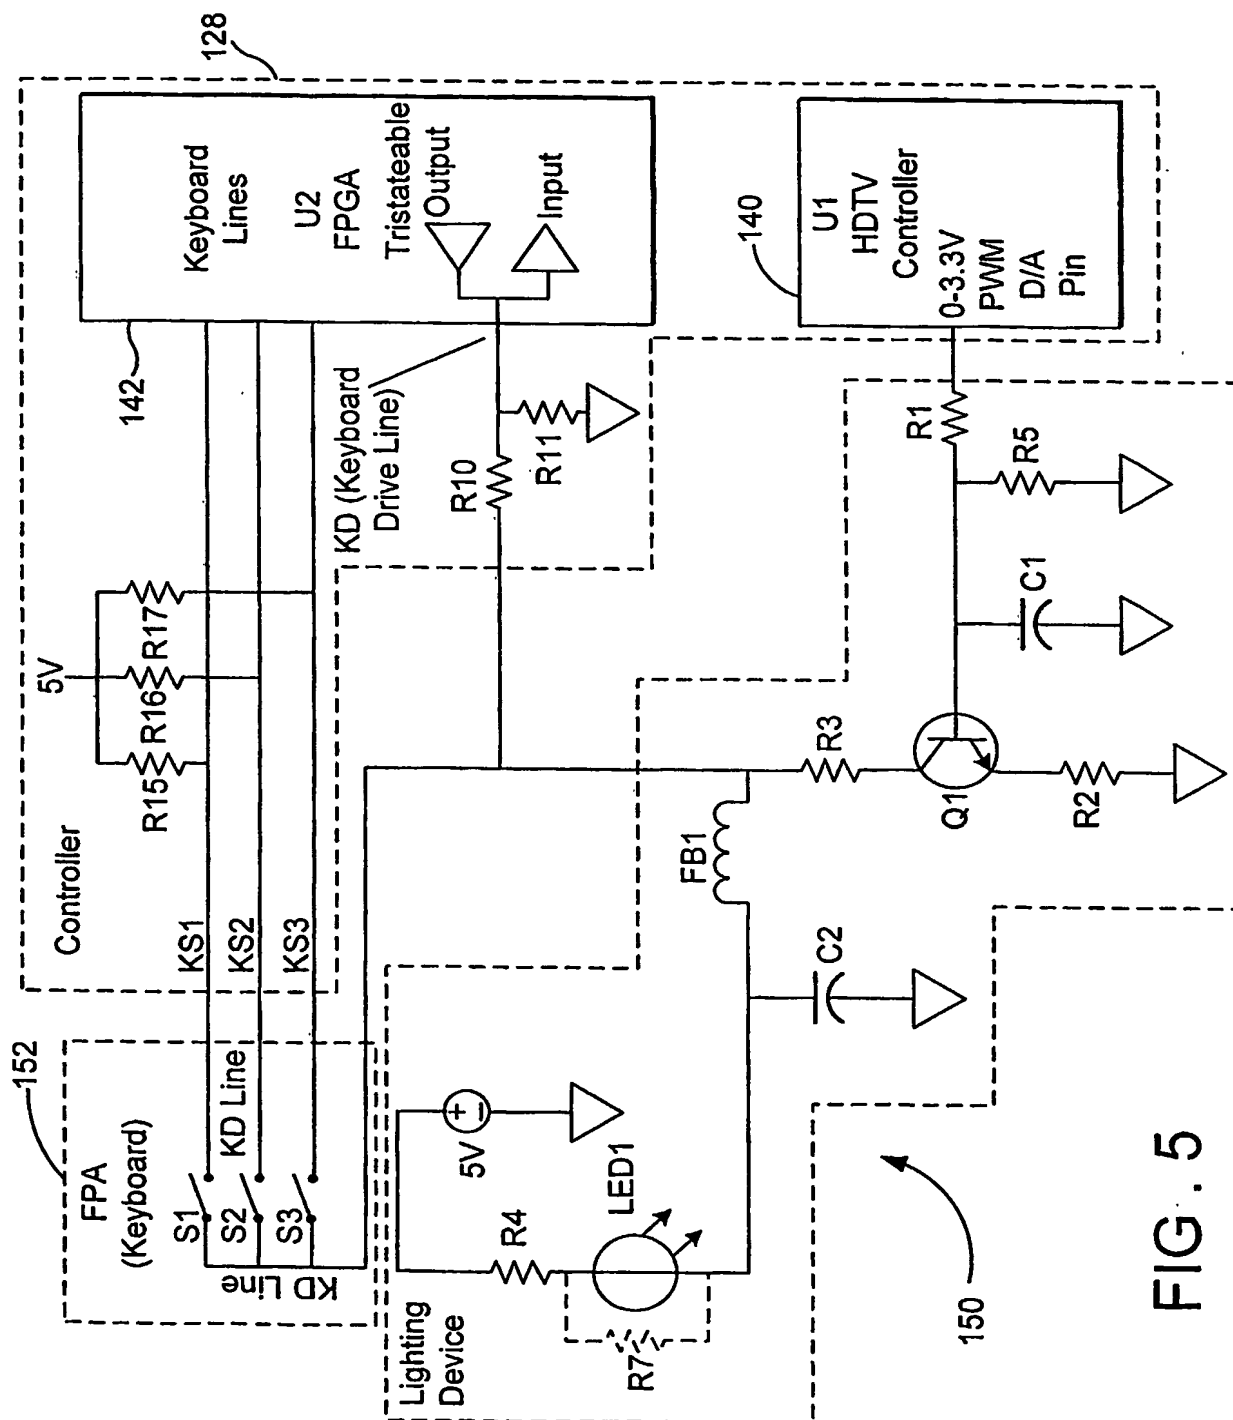 152
FPA
(Keyboard)
S1
S2
S3
KD Line
KD Line
Controller
KS1
KS2
KS3
5V
R15
R16
R17
142
128
Keyboard
Lines
U2
FPGA
Tristateable
Output
Input
KD (Keyboard
Drive Line)
R10
R11
140
U1
HDTV
Controller
0-3.3V
PWM
D/A
Pin
R1
R5
C1
R3
Q1
R2
FB1
C2
5V
LED1
R4
R7
Lighting
Device
150
FIG. 5